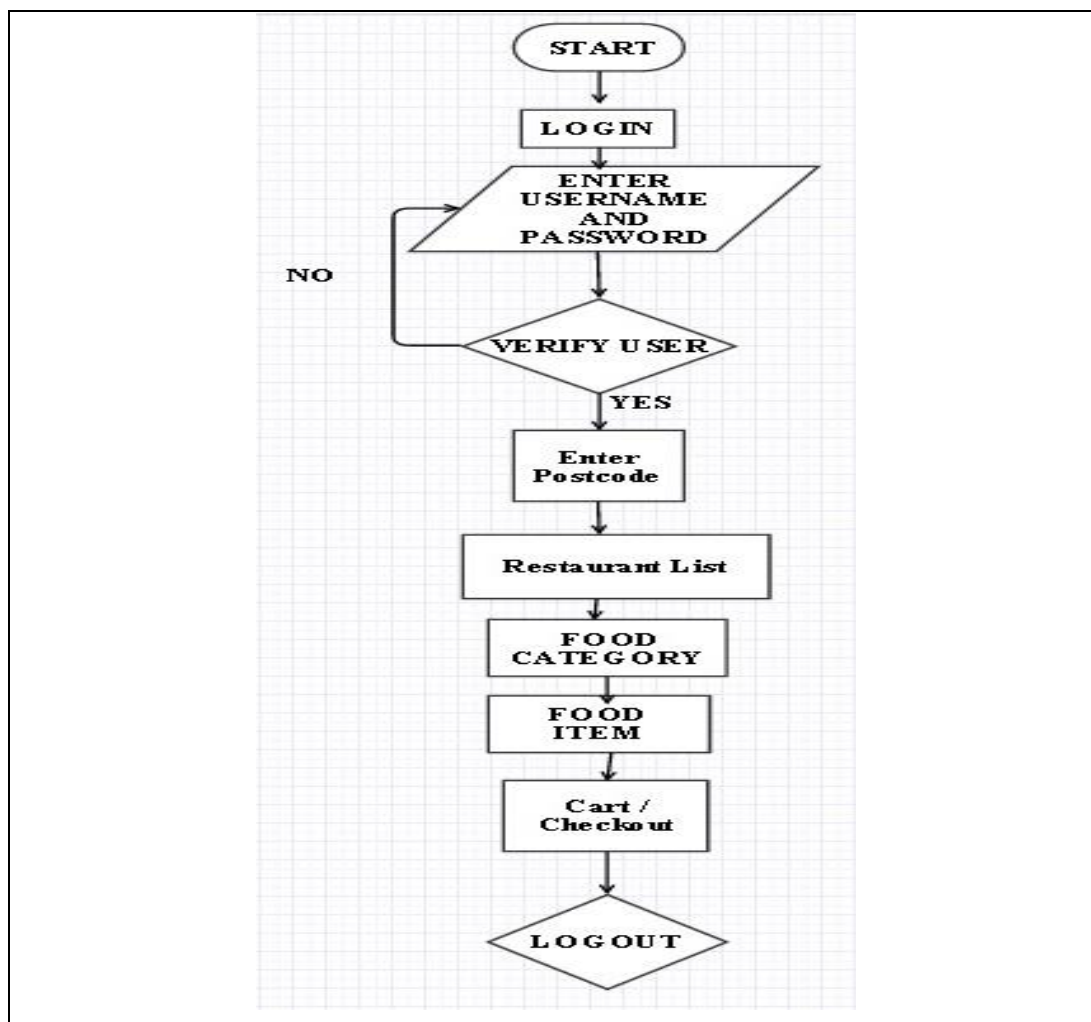 START
LOGIN
ENTER
USERNAME
AND
PASSWORD
NO
VERIFY USER
YES
Enter
Postcode
Restaurant List
FOOD
CATEGORY
FOOD
ITEM
Cart /
Checkout
LOGOUT